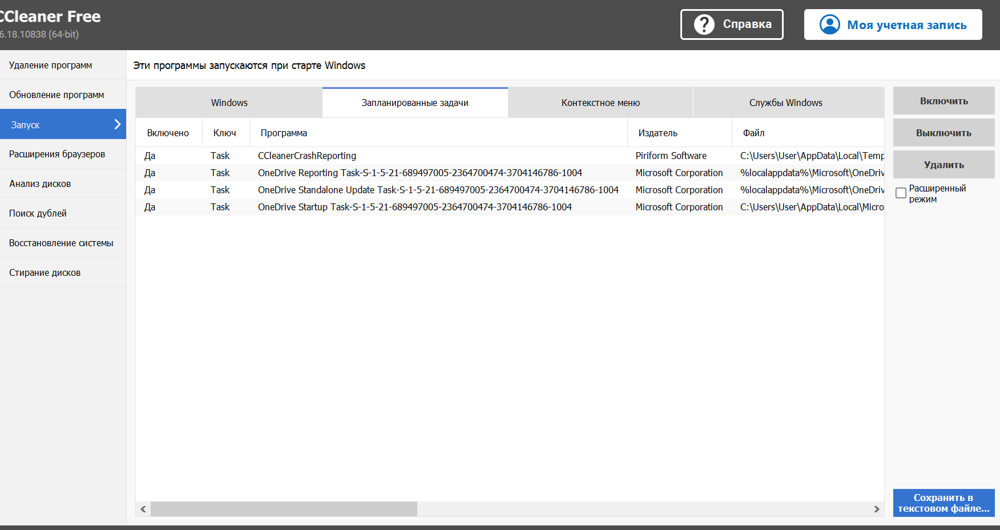 CCleaner Free
6.18.10838 (64-bit)
Справка
Моя учетная запись
Удаление программ
Обновление программ
Запуск
Расширения браузеров
Анализ дисков
Поиск дублей
Восстановление системы
Стирание дисков
Эти программы запускаются при старте Windows
Windows
Запланированные задачи
Контекстное меню
Службы Windows
Включено Ключ Программа Издатель Файл
Да Task CCleanerCrashReporting Piriform Software C:\Users\User\AppData\Local\Temp
Да Task OneDrive Reporting Task-S-1-5-21-689497005-2364700474-3704146786-1004 Microsoft Corporation %localappdata%\Microsoft\OneDriv
Да Task OneDrive Standalone Update Task-S-1-5-21-689497005-2364700474-3704146786-1004 Microsoft Corporation %localappdata%\Microsoft\OneDriv
Да Task OneDrive Startup Task-S-1-5-21-689497005-2364700474-3704146786-1004 Microsoft Corporation C:\Users\User\AppData\Local\Micro
Включить
Выключить
Удалить
Расширенный
режим
Сохранить в
текстовом файле...